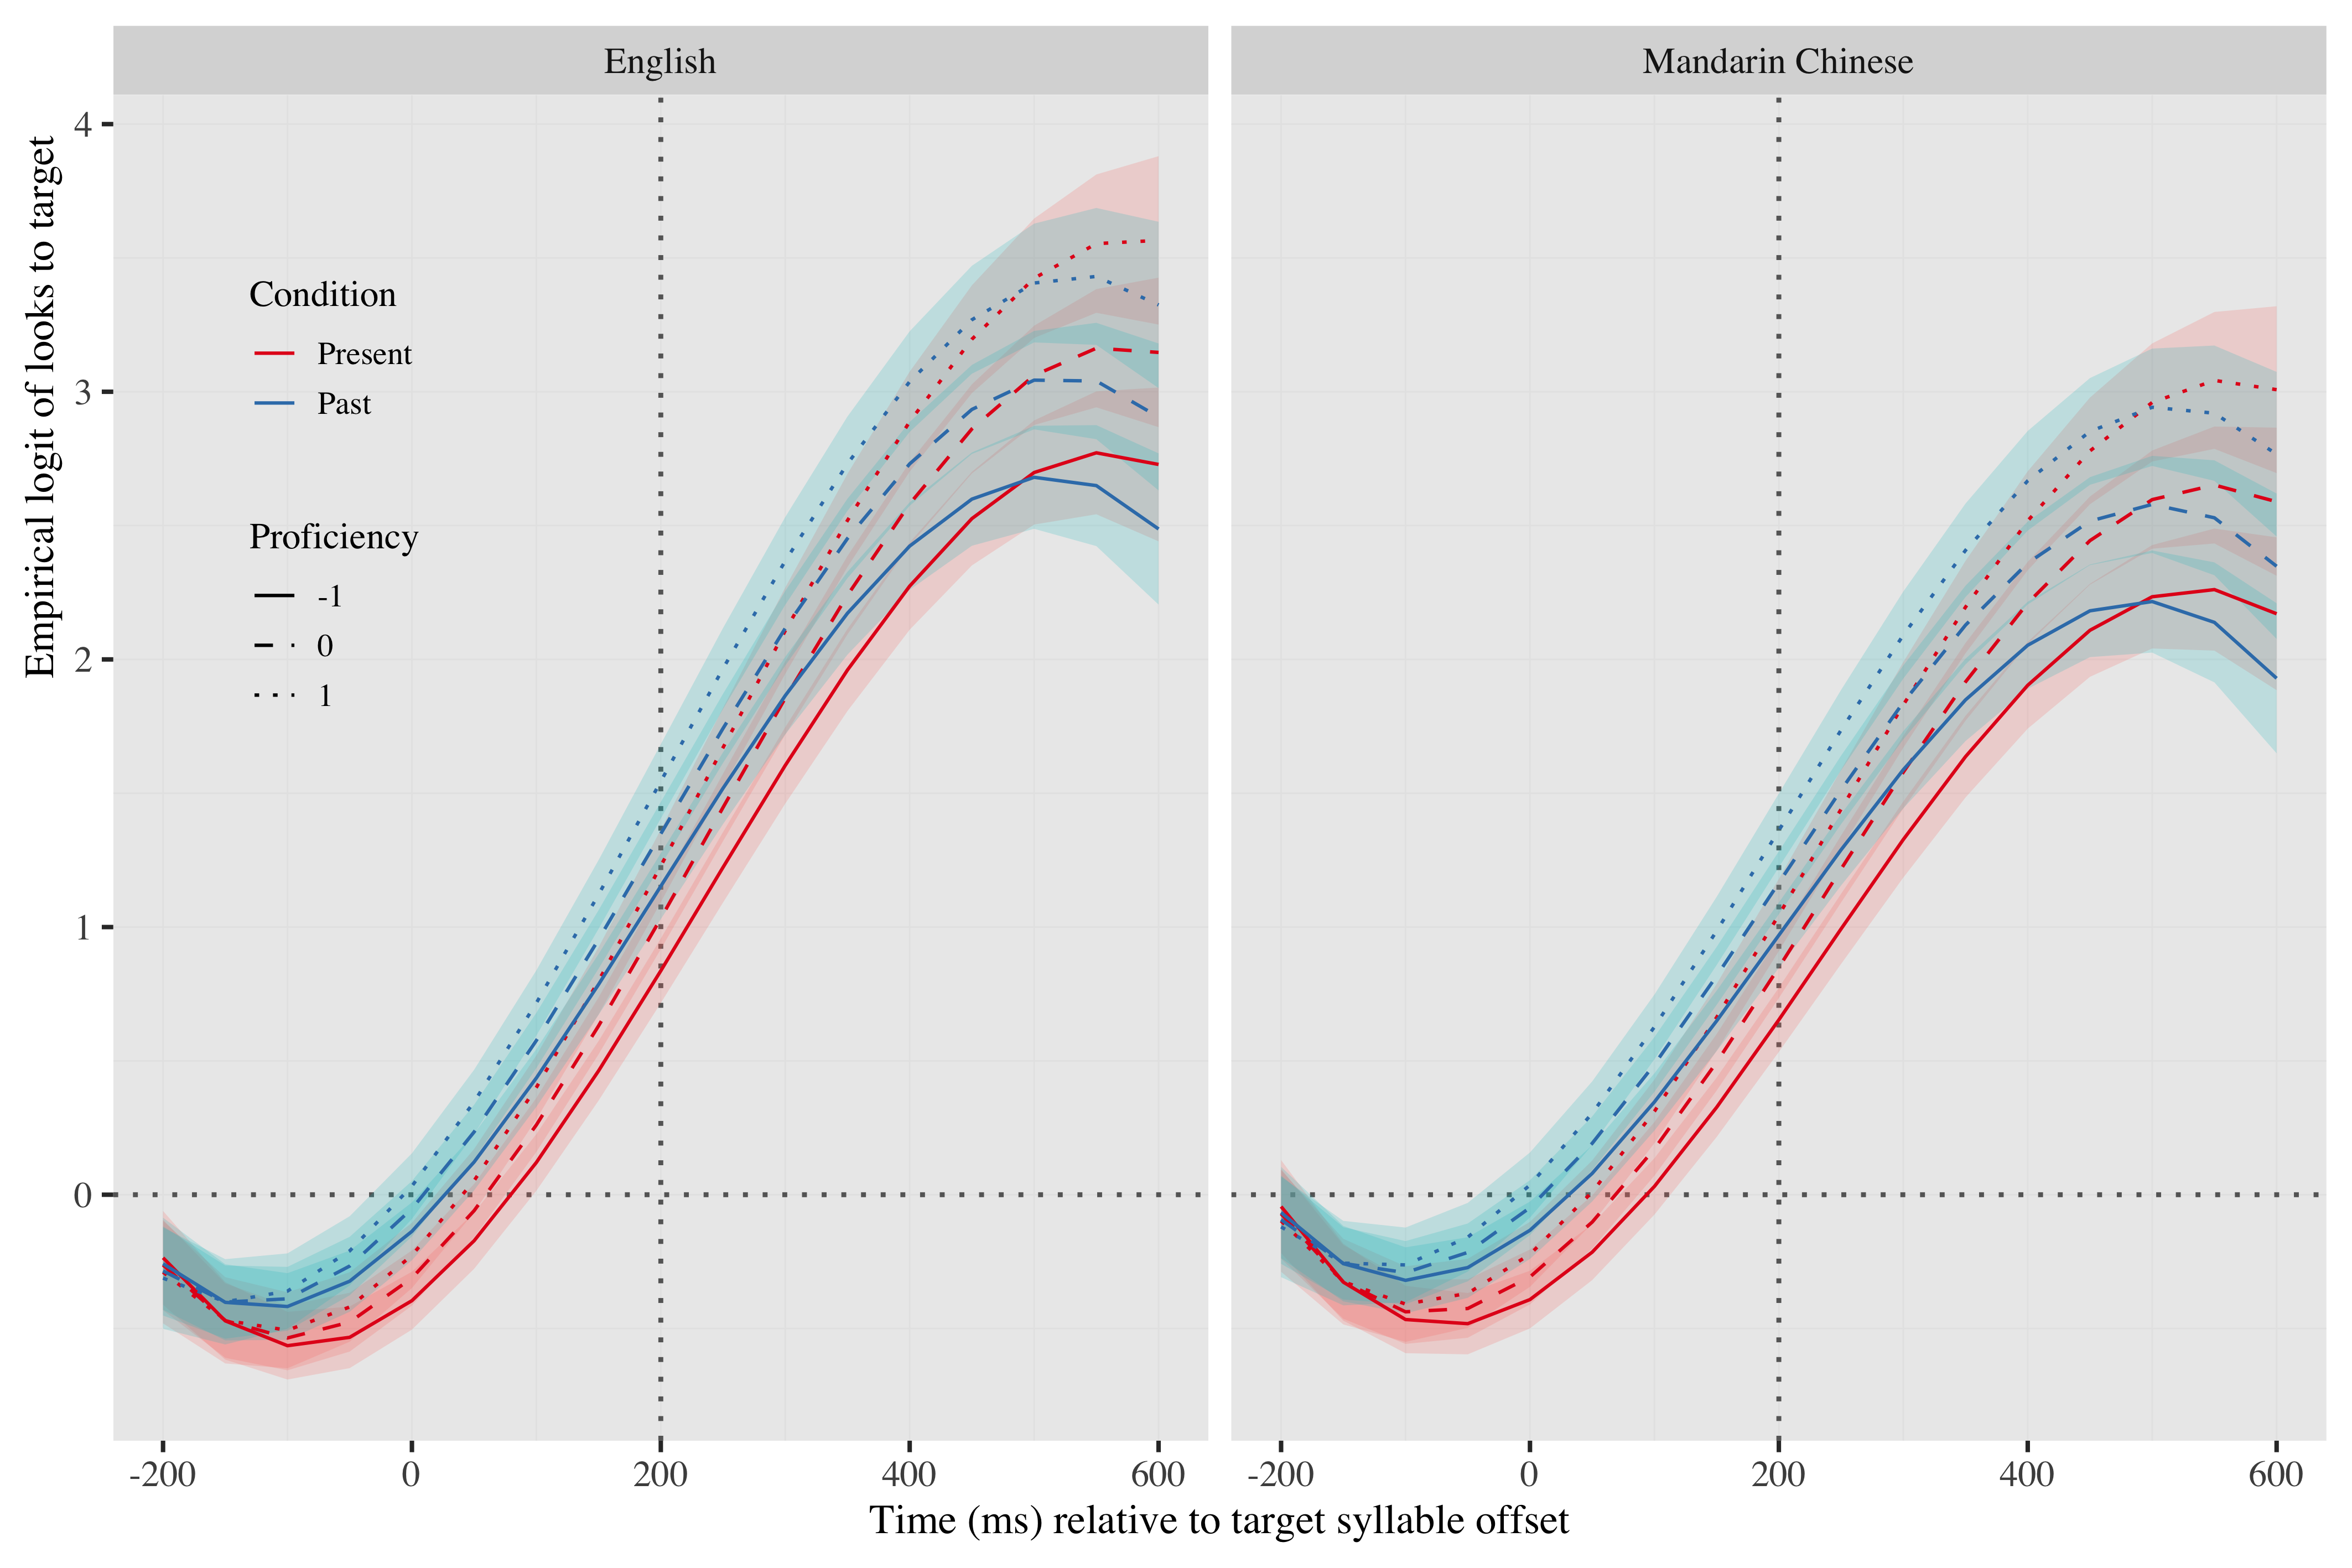 English
Mandarin Chinese
Empirical logit of looks to target
4
3
2
1
0
Condition
Present
Past
Proficiency
-1
0
1
-200 0 200 400 600
-200 0 200 400 600
Time (ms) relative to target syllable offset